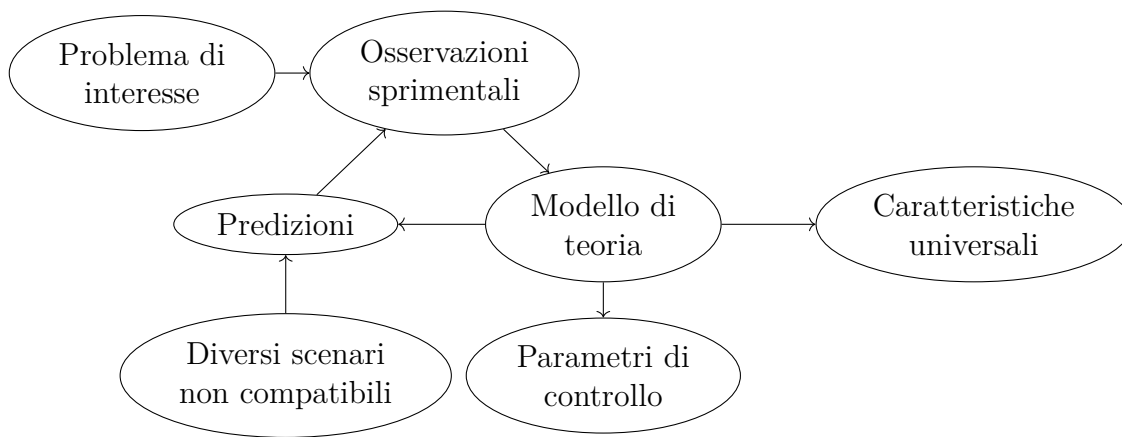 Problema di
interesse
Osservazioni
sprimentali
Predizioni
Modello di
teoria
Caratteristiche
universali
Diversi scenari
non compatibili
Parametri di
controllo